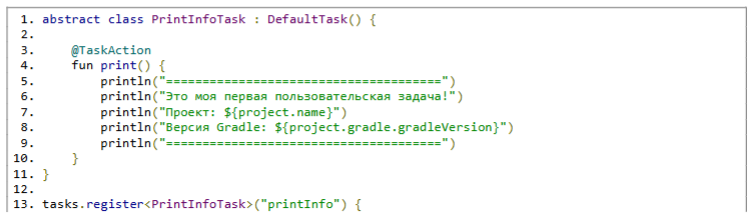 1. abstract class PrintInfoTask : DefaultTask() {
2.
3.     @TaskAction
4.     fun print() {
5.         println("======================================")
6.         println("Это моя первая пользовательская задача!")
7.         println("Проект: ${project.name}")
8.         println("Версия Gradle: ${project.gradle.gradleVersion}")
9.         println("======================================")
10.     }
11. }
12.
13. tasks.register<PrintInfoTask>("printInfo") {